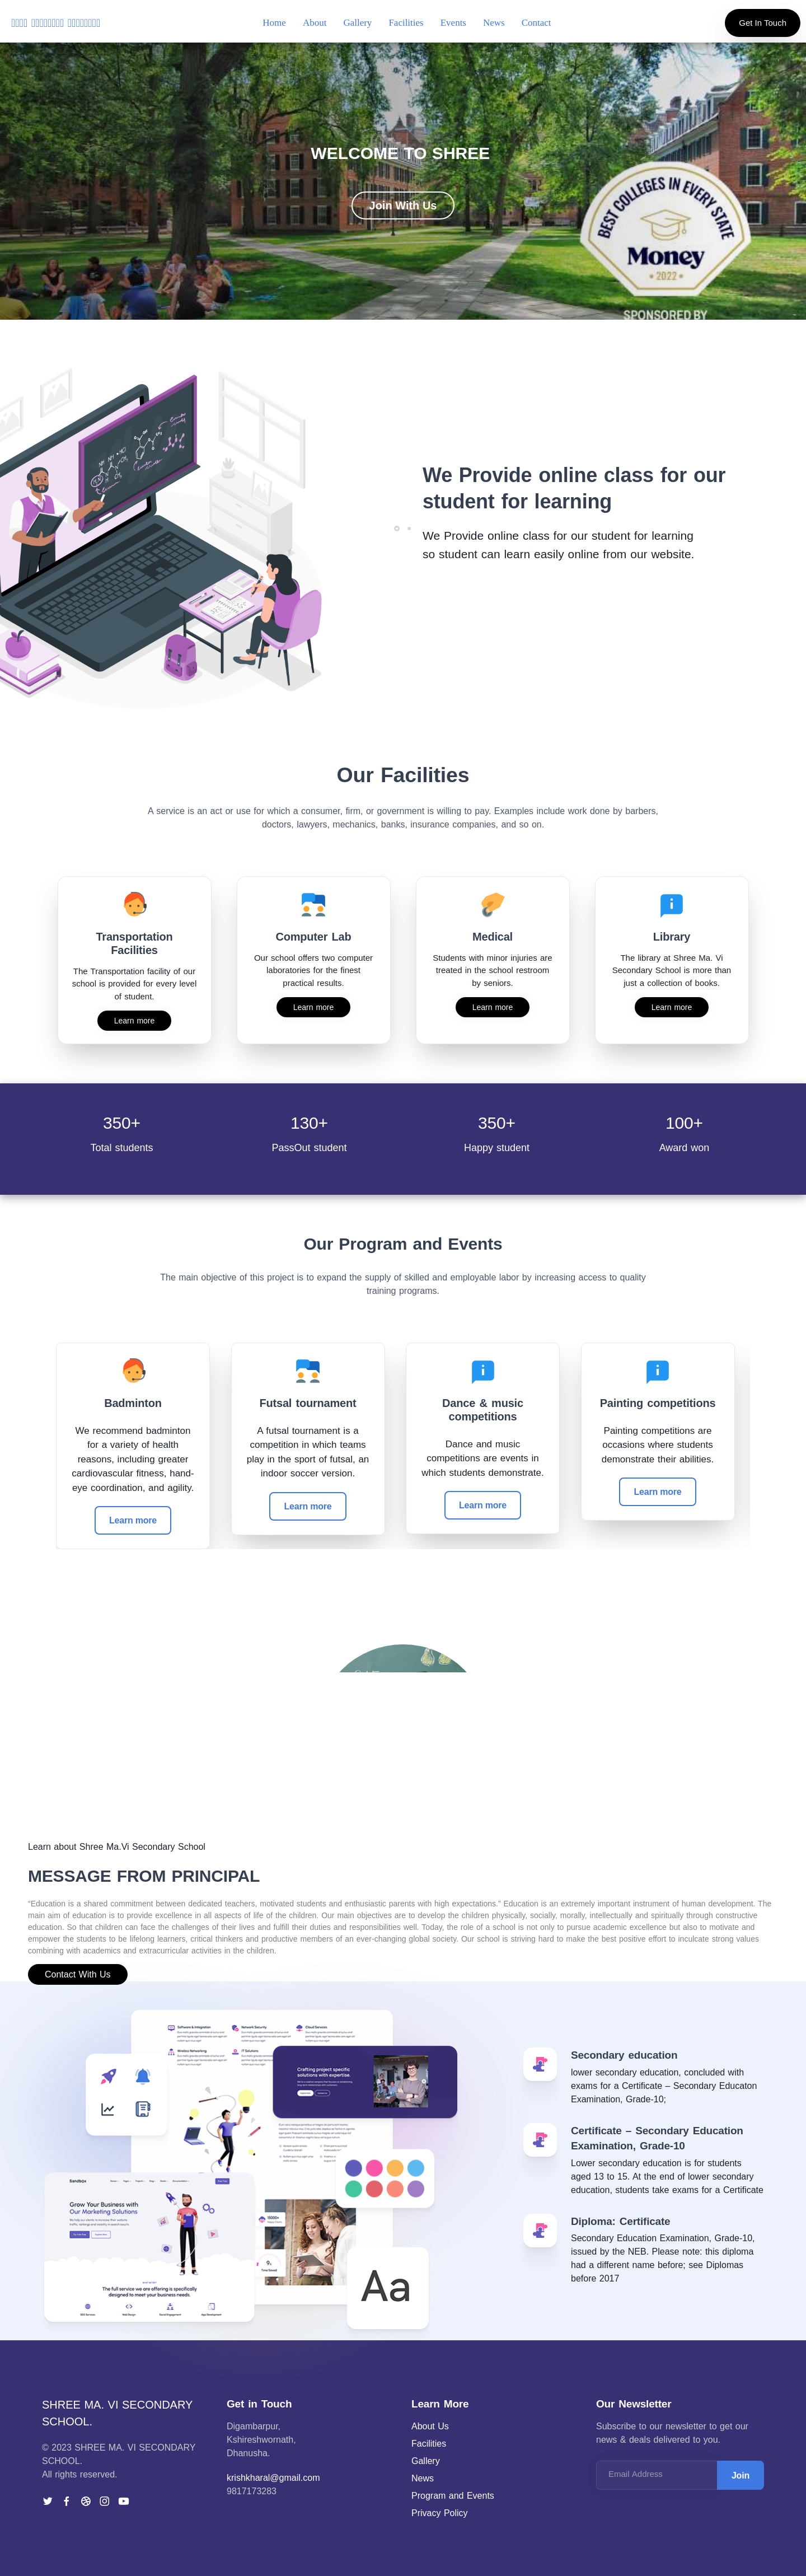 Home About Gallery Facilities Events News Contact
Get In Touch
WELCOME TO SHREE
Join With Us
BEST COLLEGES IN EVERY STATE
Money
• 2022 •
SPONSORED BY
We Provide online class for our
student for learning
We Provide online class for our student for learning
so student can learn easily online from our website.
Our Facilities
A service is an act or use for which a consumer, firm, or government is willing to pay. Examples include work done by barbers,
doctors, lawyers, mechanics, banks, insurance companies, and so on.
Transportation
Facilities
The Transportation facility of our
school is provided for every level
of student.
Learn more
Computer Lab
Our school offers two computer
laboratories for the finest
practical results.
Learn more
Medical
Students with minor injuries are
treated in the school restroom
by seniors.
Learn more
Library
The library at Shree Ma. Vi
Secondary School is more than
just a collection of books.
Learn more
350+
Total students
130+
PassOut student
350+
Happy student
100+
Award won
Our Program and Events
The main objective of this project is to expand the supply of skilled and employable labor by increasing access to quality
training programs.
Badminton
We recommend badminton
for a variety of health
reasons, including greater
cardiovascular fitness, hand-
eye coordination, and agility.
Learn more
Futsal tournament
A futsal tournament is a
competition in which teams
play in the sport of futsal, an
indoor soccer version.
Learn more
Dance & music
competitions
Dance and music
competitions are events in
which students demonstrate.
Learn more
Painting competitions
Painting competitions are
occasions where students
demonstrate their abilities.
Learn more
Learn about Shree Ma.Vi Secondary School
MESSAGE FROM PRINCIPAL
“Education is a shared commitment between dedicated teachers, motivated students and enthusiastic parents with high expectations.” Education is an extremely important instrument of human development. The
main aim of education is to provide excellence in all aspects of life of the children. Our main objectives are to develop the children physically, socially, morally, intellectually and spiritually through constructive
education. So that children can face the challenges of their lives and fulfill their duties and responsibilities well. Today, the role of a school is not only to pursue academic excellence but also to motivate and
empower the students to be lifelong learners, critical thinkers and productive members of an ever-changing global society. Our school is striving hard to make the best positive effort to inculcate strong values
combining with academics and extracurricular activities in the children.
Contact With Us
Software & Integration
Network Security
Cloud Services
Wireless Networking
IT Solutions
Crafting project specific
solutions with expertise.
Sandbox
Grow Your Business with
Our Marketing Solutions
The full service we are offering is specifically
designed to meet your business needs.
Aa
Secondary education
lower secondary education, concluded with
exams for a Certificate – Secondary Educaton
Examination, Grade-10;
Certificate – Secondary Education
Examination, Grade-10
Lower secondary education is for students
aged 13 to 15. At the end of lower secondary
education, students take exams for a Certificate
Diploma: Certificate
Secondary Education Examination, Grade-10,
issued by the NEB. Please note: this diploma
had a different name before; see Diplomas
before 2017
SHREE MA. VI SECONDARY
SCHOOL.
© 2023 SHREE MA. VI SECONDARY
SCHOOL.
All rights reserved.
Get in Touch
Digambarpur,
Kshireshwornath,
Dhanusha.
krishkharal@gmail.com
9817173283
Learn More
About Us
Facilities
Gallery
News
Program and Events
Privacy Policy
Our Newsletter
Subscribe to our newsletter to get our
news & deals delivered to you.
Email Address
Join